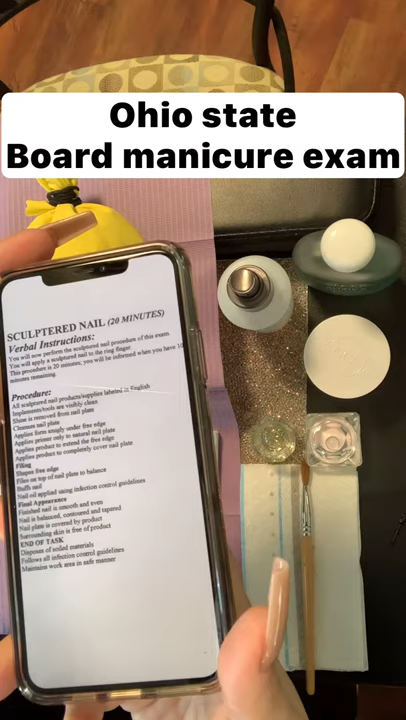 Ohio state
Board manicure exam
SCULPTERED NAIL (20 MINUTES)
Verbal Instructions:
You will now perform the sculptured nail procedure of this exam.
You will apply a sculptured nail to the ring finger.
This procedure is 20 minutes; you will be informed when you have 10
minutes remaining.
Procedure:
All sculptured nail products/supplies labeled in English
Implements/tools are visibly clean
Shine is removed from nail plate
Cleanses nail plate
Applies form snugly under free edge
Applies primer only to natural nail plate
Applies product to extend the free edge
Applies product to completely cover nail plate
Filing
Shapes free edge
Files on top of nail plate to balance
Buffs nail
Nail oil applied using infection control guidelines
Final Appearance
Finished nail is smooth and even
Nail is balanced, contoured and tapered
Nail plate is covered by product
Surrounding skin is free of product
END OF TASK
Disposes of soiled materials
Follows all infection control guidelines
Maintains work area in safe manner